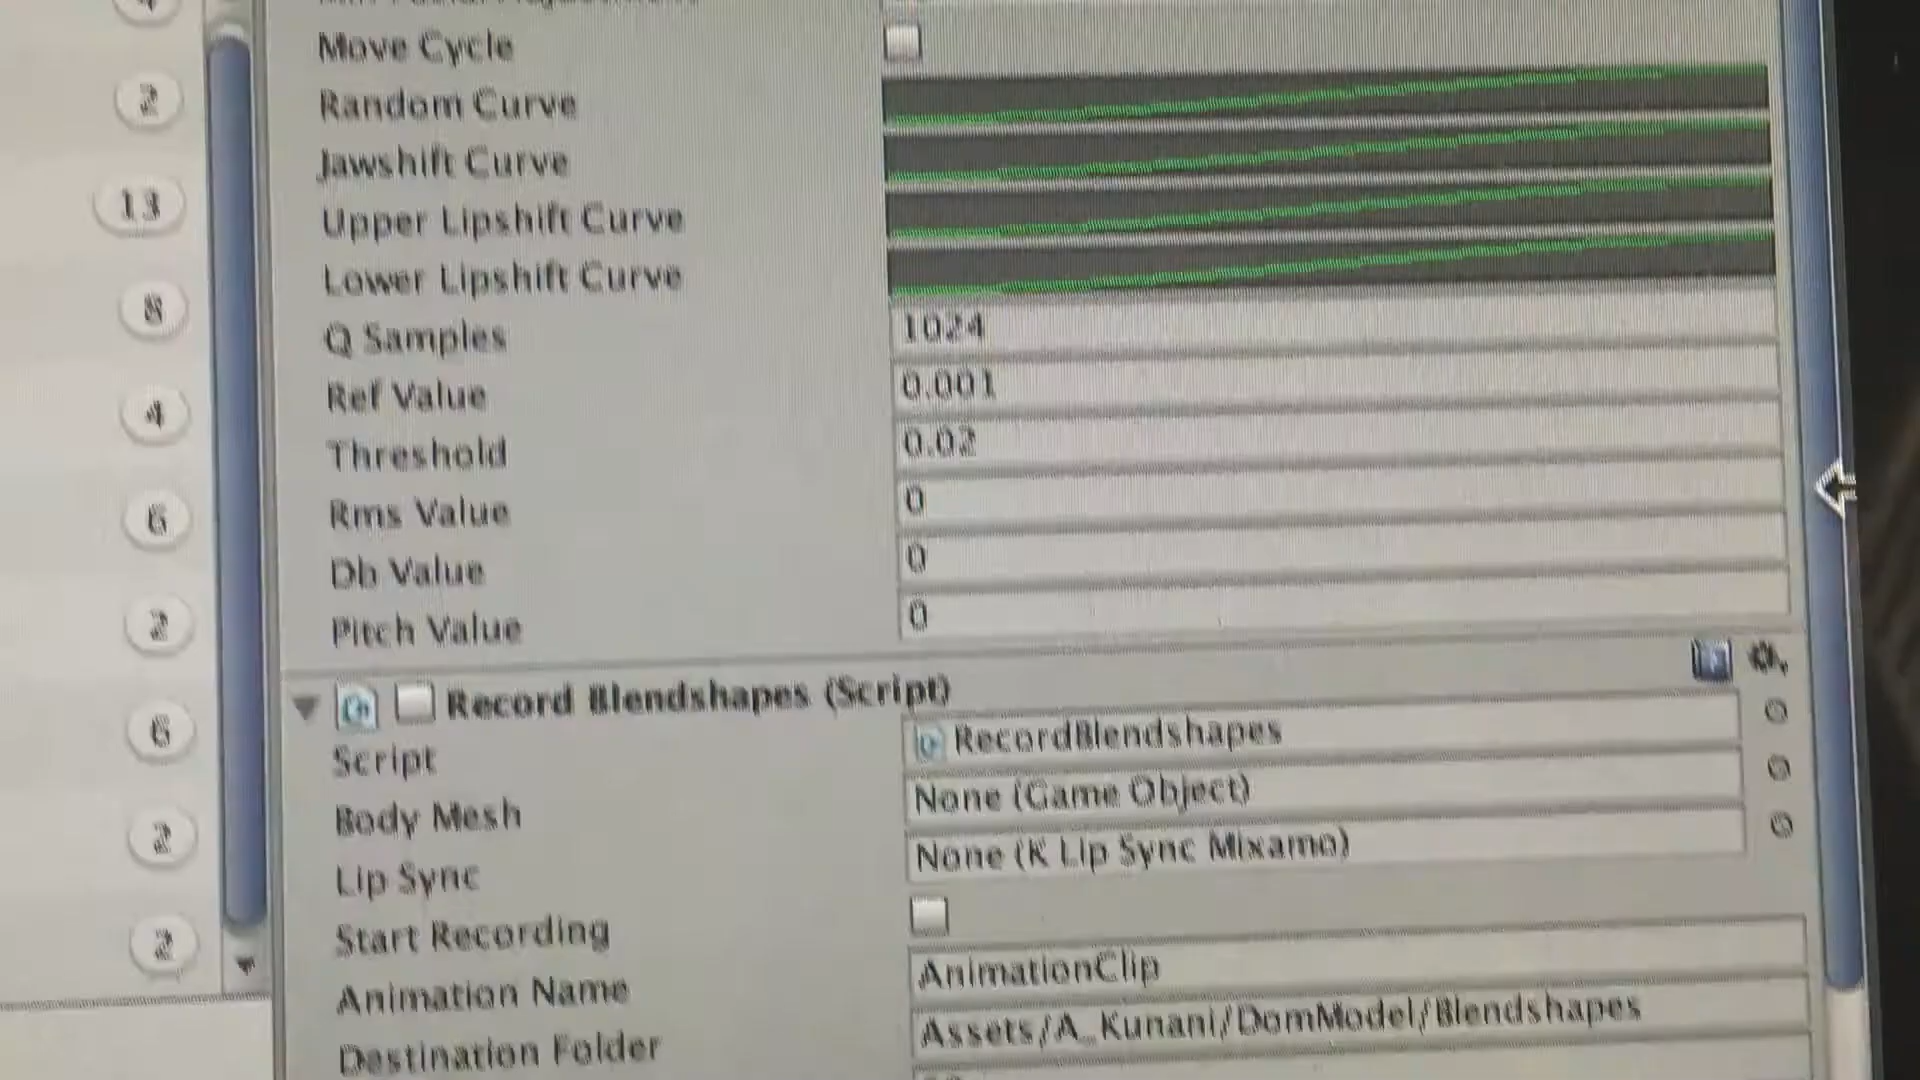 Move Cycle
2
Random Curve
Jawshift Curve
13
Upper Lipshift Curve
Lower Lipshift Curve
8
Q Samples 1024
Ref Value 0.001
4
Threshold 0.02
Rms Value 0
6
Db Value 0
Pitch Value 0
2
Record Blendshapes (Script)
6
Script RecordBlendshapes
Body Mesh None (Game Object)
2
Lip Sync None (K Lip Sync Mixamo)
Start Recording
2
Animation Name AnimationClip
Destination Folder Assets/A_Kunani/DomModel/Blendshapes